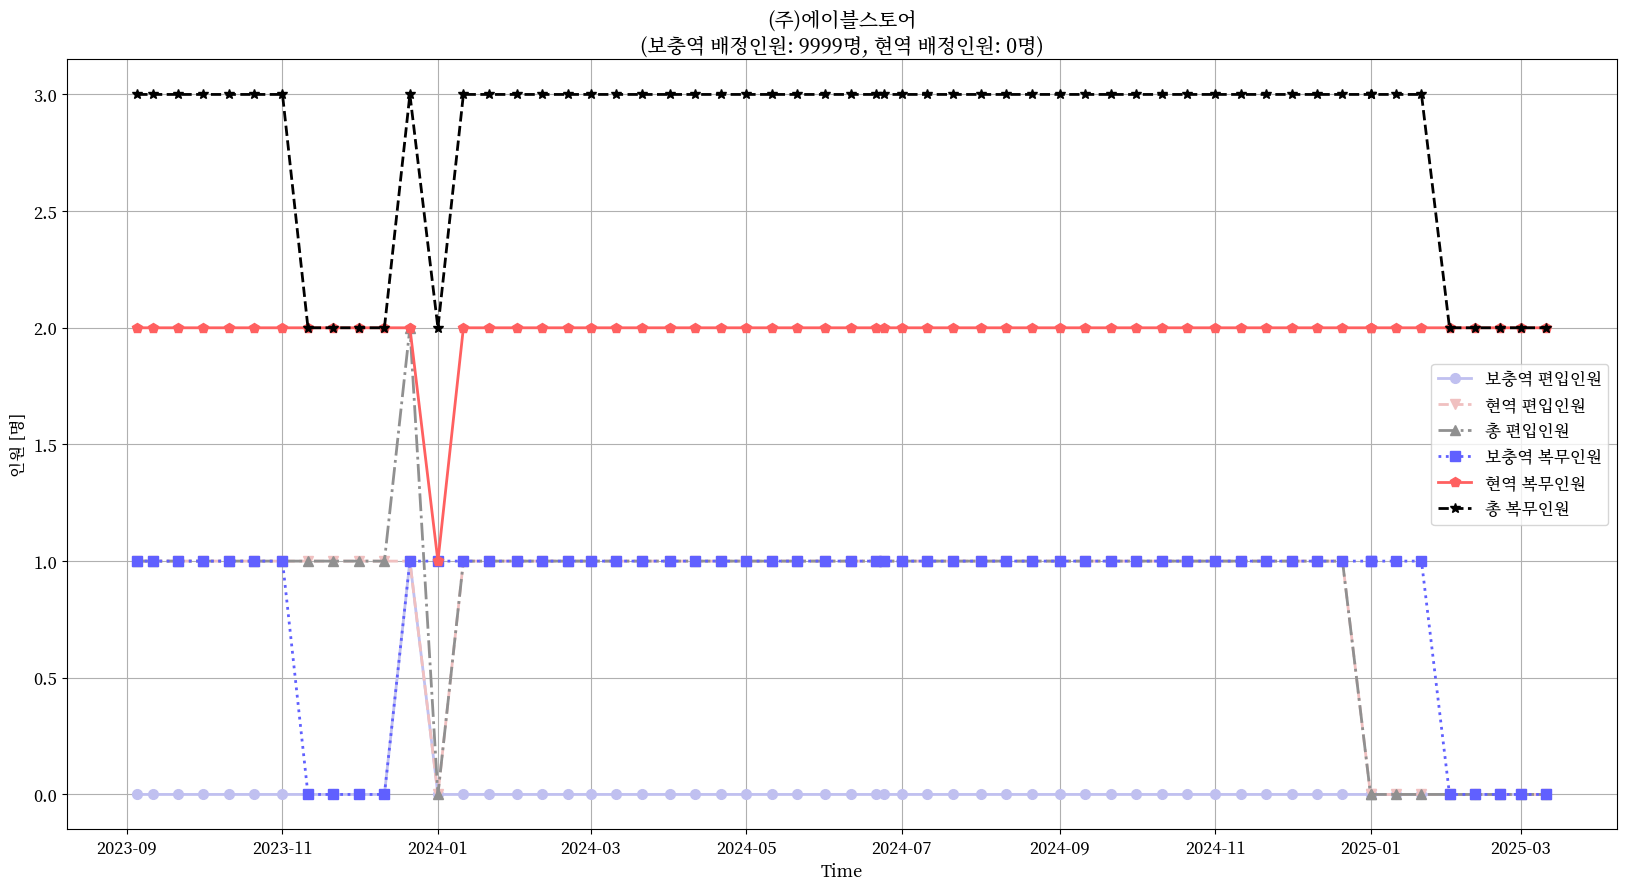 (주)에이블스토어
(보충역 배정인원: 9999명, 현역 배정인원: 0명)
인원 [명]
3.0
2.5
2.0
1.5
1.0
0.5
0.0
보충역 편입인원
현역 편입인원
총 편입인원
보충역 복무인원
현역 복무인원
총 복무인원
2023-09 2023-11 2024-01 2024-03 2024-05 2024-07 2024-09 2024-11 2025-01 2025-03
Time